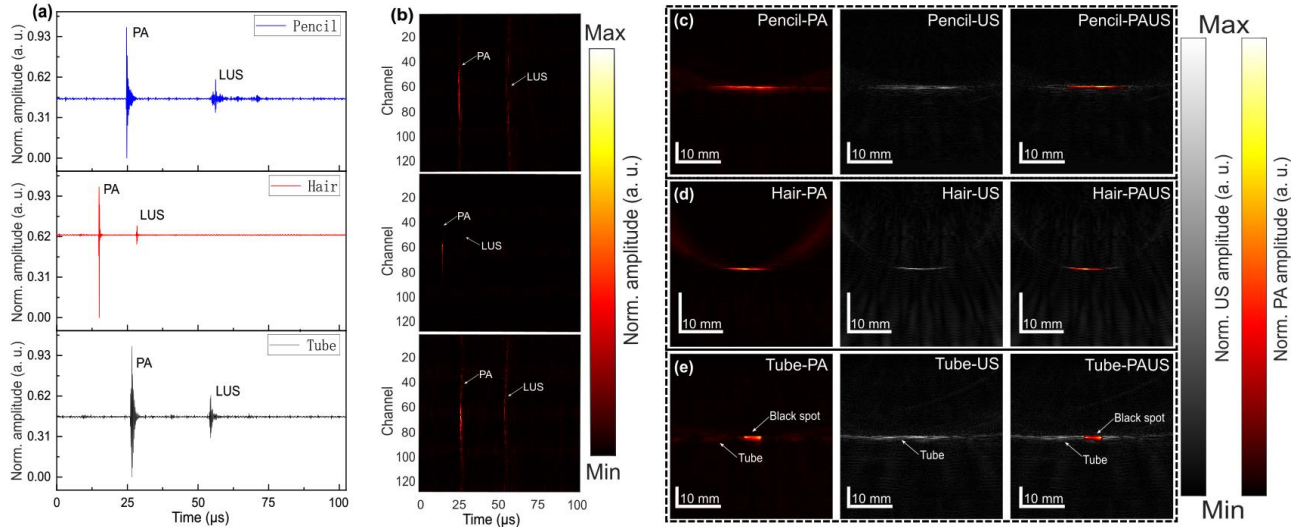 (a)
Norm. amplitude (a. u.)
0.93
0.62
0.31
0.00
PA
LUS
Pencil
Norm. amplitude (a. u.)
0.93
0.62
0.31
0.00
PA
LUS
Hair
Norm. amplitude (a. u.)
0.93
0.62
0.31
0.00
PA
LUS
Tube
0 25 50 75 100
Time (μs)
(b)
Channel
20
40
60
80
100
120
PA
LUS
Channel
20
40
60
80
100
120
PA
LUS
Channel
20
40
60
80
100
120
PA
LUS
0 25 50 75 100
Time (μs)
Max
Norm. amplitude (a. u.)
Min
(c) Pencil-PA
10 mm
Pencil-US
10 mm
Pencil-PAUS
10 mm
(d) Hair-PA
10 mm
Hair-US
10 mm
Hair-PAUS
10 mm
(e) Tube-PA
Black spot
Tube
10 mm
Tube-US
Tube
10 mm
Tube-PAUS
Black spot
Tube
10 mm
Max
Norm. US amplitude (a. u.)
Norm. PA amplitude (a. u.)
Min